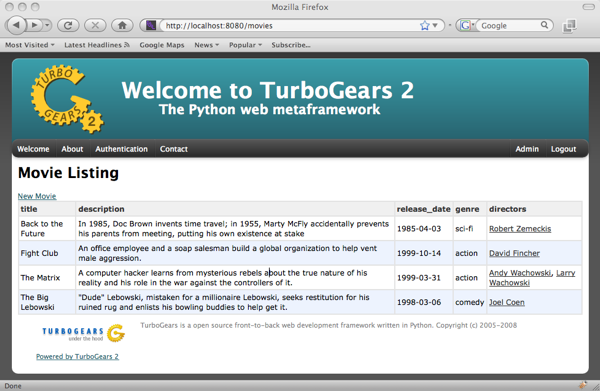 Mozilla Firefox
http://localhost:8080/movies
Google
Most Visited Latest Headlines Google Maps News Popular Subscribe...
TURBO
GEARS
2
Welcome to TurboGears 2
The Python web metaframework
Welcome About Authentication Contact Admin Logout
Movie Listing
New Movie
title description release_date genre directors
Back to the In 1985, Doc Brown invents time travel; in 1955, Marty McFly accidentally prevents
Future his parents from meeting, putting his own existence at stake 1985-04-03 sci-fi Robert Zemeckis
Fight Club An office employee and a soap salesman build a global organization to help vent
male aggression. 1999-10-14 action David Fincher
The Matrix A computer hacker learns from mysterious rebels about the true nature of his
reality and his role in the war against the controllers of it. 1999-03-31 action Andy Wachowski, Larry
Wachowski
The Big "Dude" Lebowski, mistaken for a millionaire Lebowski, seeks restitution for his
Lebowski ruined rug and enlists his bowling buddies to help get it. 1998-03-06 comedy Joel Coen
TURBOGEARS
under the hood
TurboGears is a open source front-to-back web development framework written in Python. Copyright (c) 2005-2008
Powered by TurboGears 2
Done